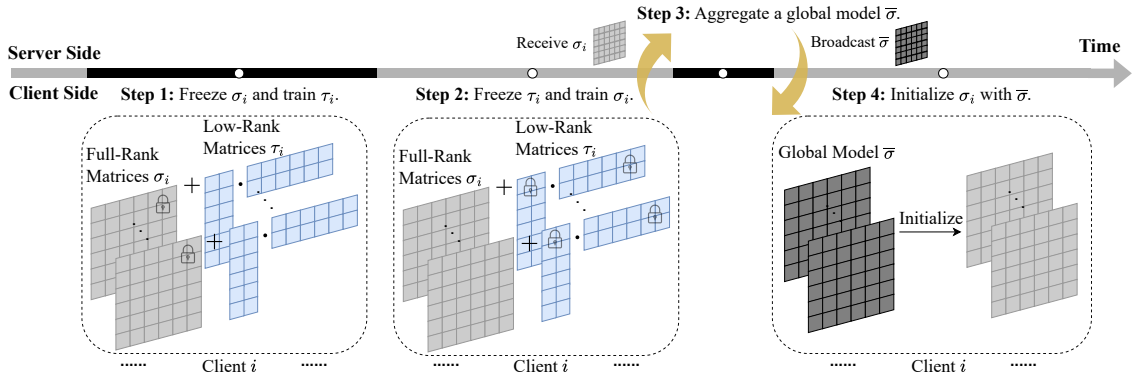 Step 3: Aggregate a global model σ̅.
Receive σᵢ
Broadcast σ̅
Server Side
Time
Client Side
Step 1: Freeze σᵢ and train τᵢ.
Step 2: Freeze τᵢ and train σᵢ.
Step 4: Initialize σᵢ with σ̅.
Low-Rank
Matrices τᵢ
Full-Rank
Matrices σᵢ
+
+
...... Client i ......
Low-Rank
Matrices τᵢ
Full-Rank
Matrices σᵢ
+
+
...... Client i ......
Global Model σ̅
Initialize
...... Client i ......